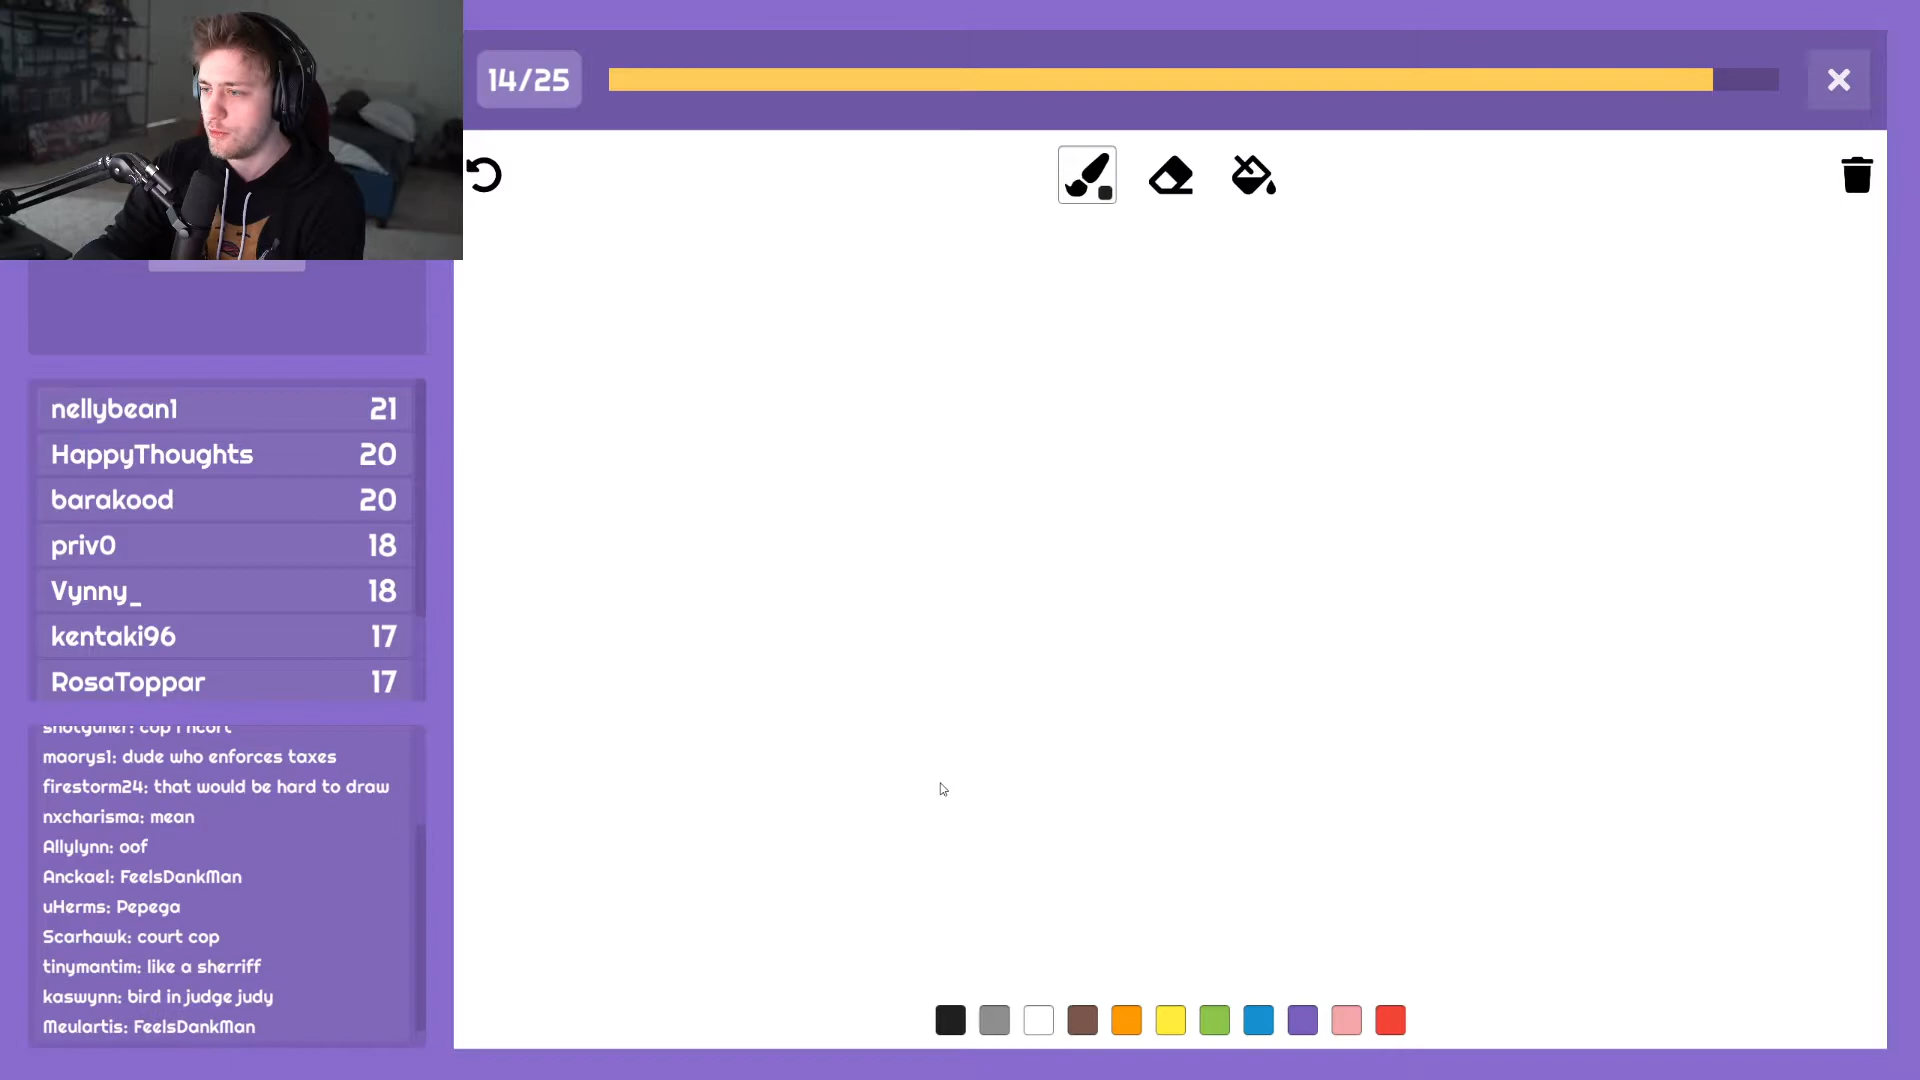 14/25
nellybean1 21
HappyThoughts 20
barakood 20
priv0 18
Vynny_ 18
kentaki96 17
RosaToppar 17
maorys1: dude who enforces taxes
firestorm24: that would be hard to draw
nxcharisma: mean
Allylynn: oof
Anckael: FeelsDankMan
uHerms: Pepega
Scarhawk: court cop
tinymantim: like a sherriff
kaswynn: bird in judge judy
Meulartis: FeelsDankMan